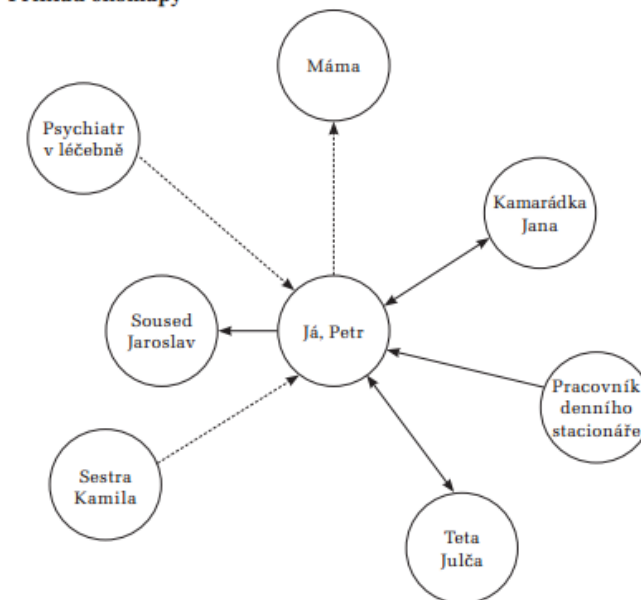 Máma
Psychiatr
v léčebně
Kamarádka
Jana
Soused
Jaroslav
Já, Petr
Pracovník
denního
stacionáře
Sestra
Kamila
Teta
Julča